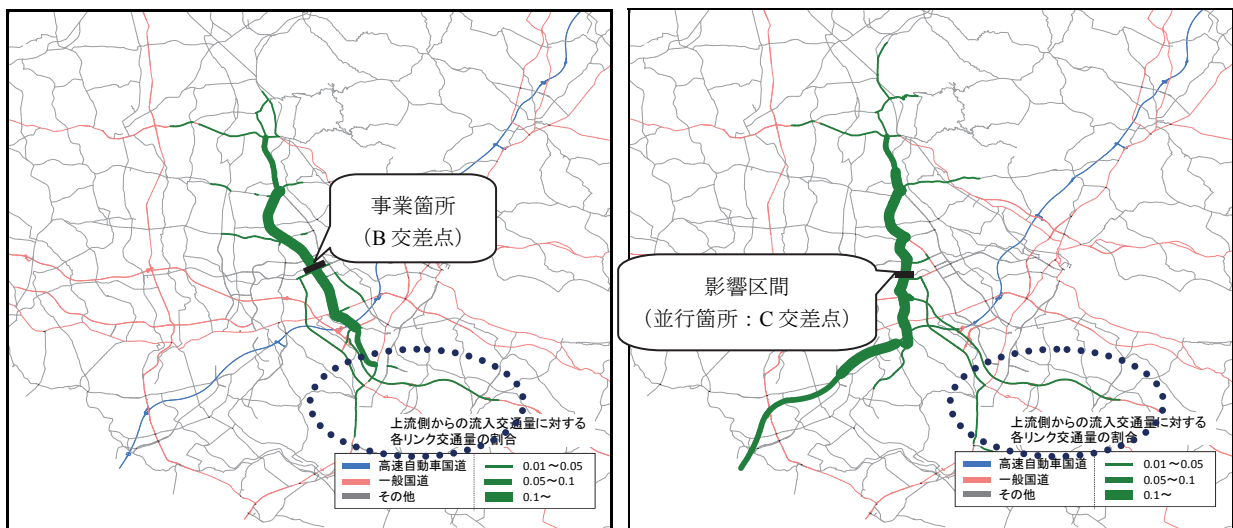 事業箇所
（B 交差点）
上流側からの流入交通量に対する
各リンク交通量の割合
高速自動車国道
一般国道
その他
0.01～0.05
0.05～0.1
0.1～
影響区間
（並行箇所：C 交差点）
上流側からの流入交通量に対する
各リンク交通量の割合
高速自動車国道
一般国道
その他
0.01～0.05
0.05～0.1
0.1～